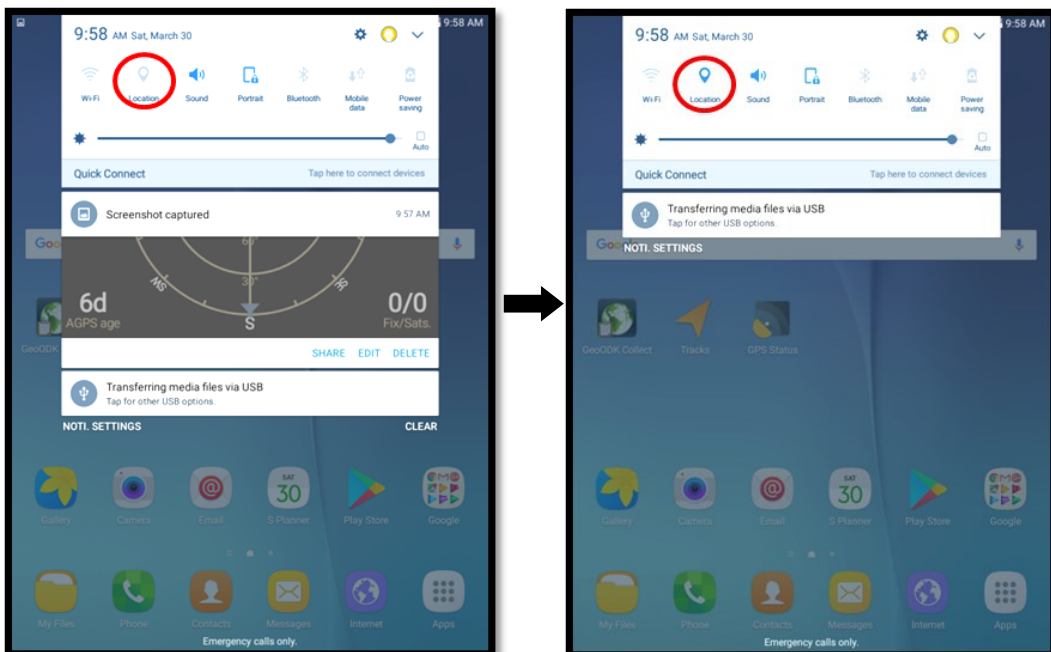 9:58 AM
9:58 AM Sat, March 30
Wi-Fi Location Sound Portrait Bluetooth Mobile data Power saving
Auto
Quick Connect Tap here to connect devices
Screenshot captured 9:57 AM
60°
SW 30° SE
6d 0/0
AGPS age S Fix/Sats.
SHARE EDIT DELETE
Transferring media files via USB
Tap for other USB options.
NOTI. SETTINGS CLEAR
Goo
GeoODK
SAT
30
Gallery Camera Email S Planner Play Store Google
My Files Phone Contacts Messages Internet Apps
Emergency calls only.
9:58 AM
9:58 AM Sat, March 30
Wi-Fi Location Sound Portrait Bluetooth Mobile data Power saving
Auto
Quick Connect Tap here to connect devices
Transferring media files via USB
Tap for other USB options.
Google
NOTI. SETTINGS
GeoODK Collect Tracks GPS Status
SAT
30
Gallery Camera Email S Planner Play Store Google
My Files Phone Contacts Messages Internet Apps
Emergency calls only.